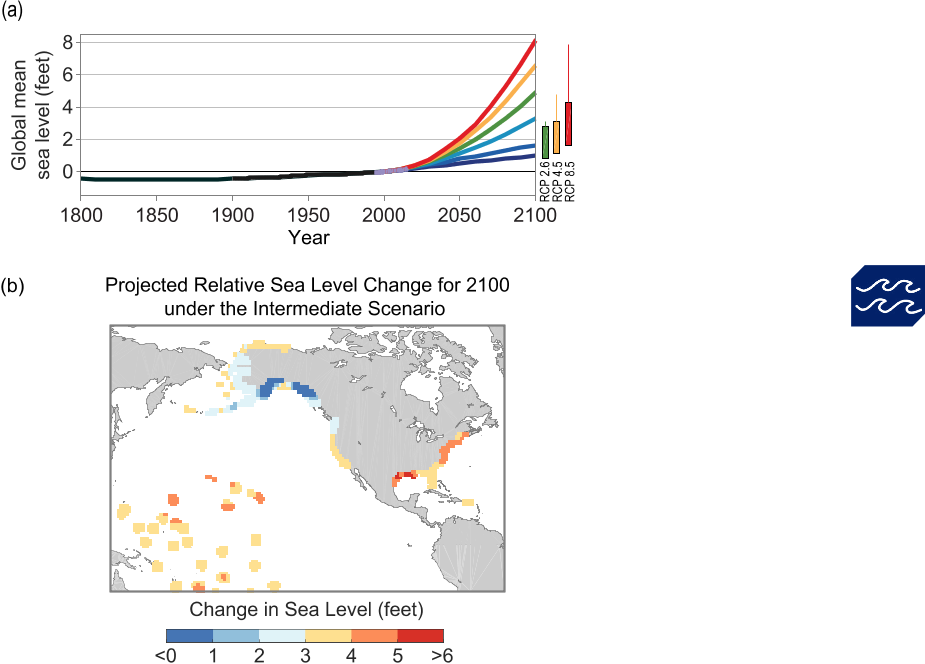 (a)
Global mean
sea level (feet)
8
6
4
2
0
1800 1850 1900 1950 2000 2050 2100
Year
RCP 2.6
RCP 4.5
RCP 8.5
(b)
Projected Relative Sea Level Change for 2100
under the Intermediate Scenario
Change in Sea Level (feet)
<0 1 2 3 4 5 >6